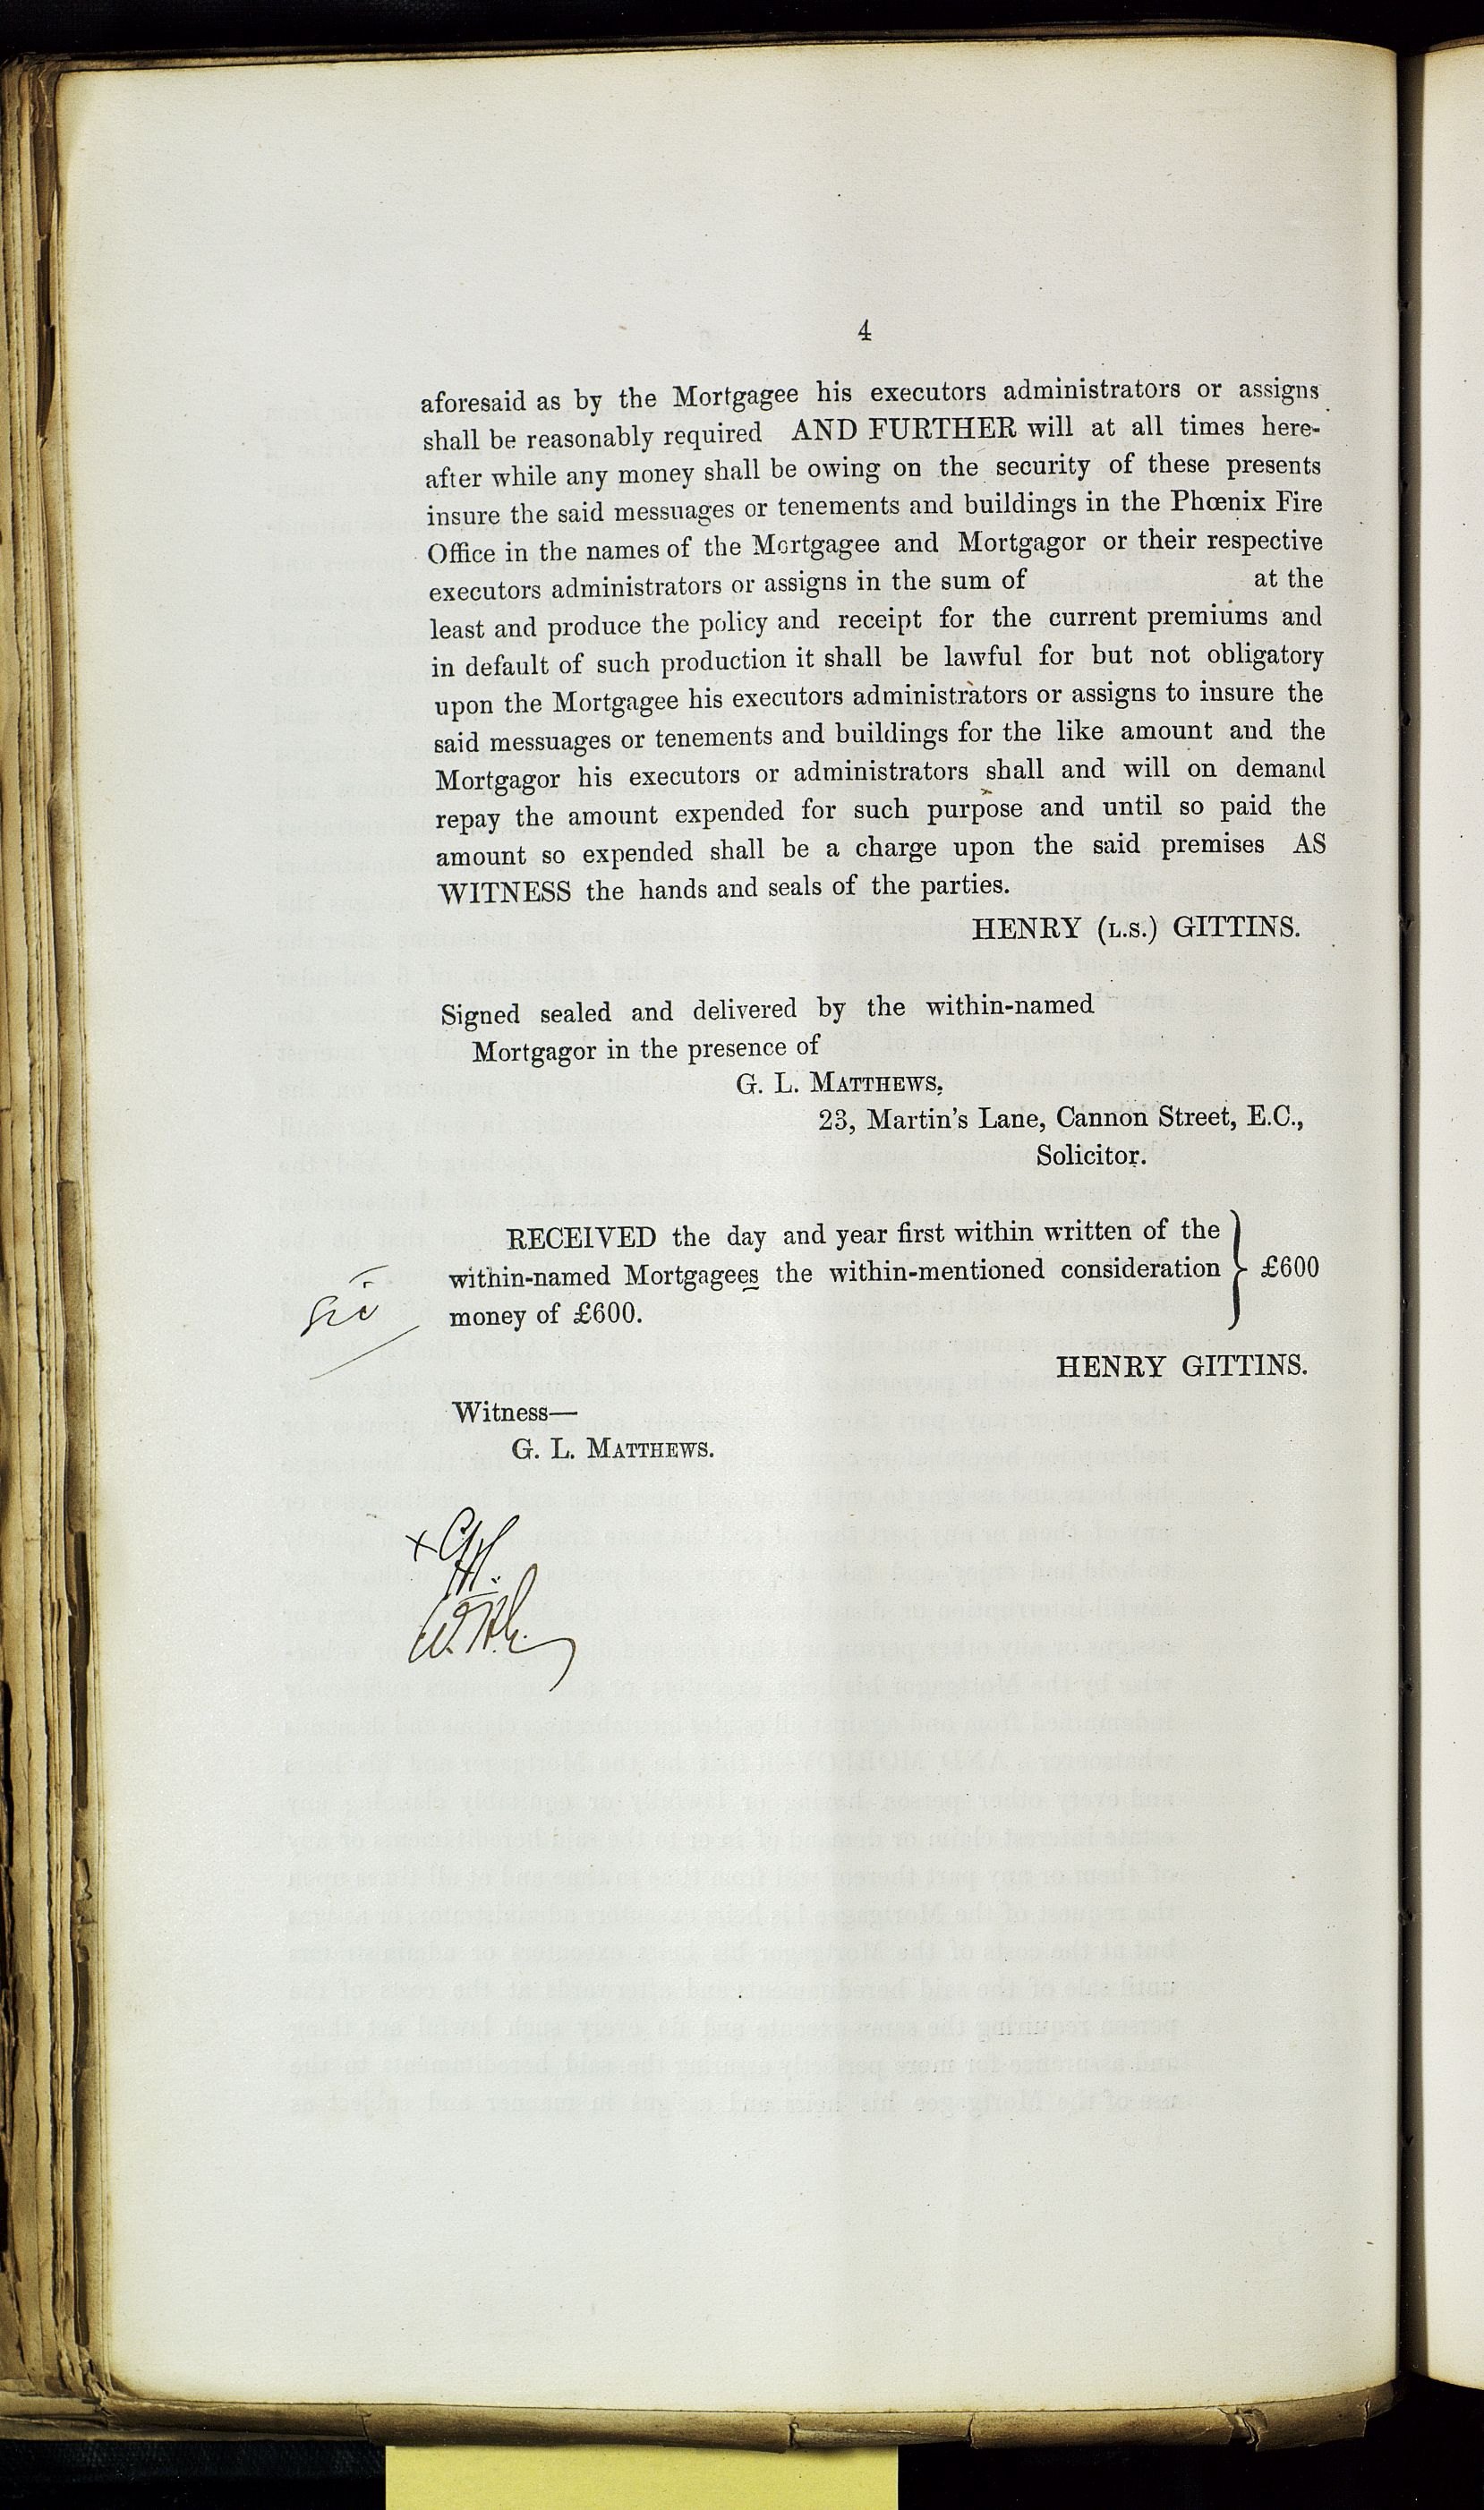 4
aforesaid as by the Mortgagee his executors administrators or assigns
shall be reasonably required AND FURTHER will at all times here-
after while any money shall be owing on the security of these presents
insure the said messuages or tenements and buildings in the Phœnix Fire
Office in the names of the Mortgagee and Mortgagor or their respective
executors administrators or assigns in the sum of at the
least and produce the policy and receipt for the current premiums and
in default of such production it shall be lawful for but not obligatory
upon the Mortgagee his executors administrators or assigns to insure the
said messuages or tenements and buildings for the like amount and the
Mortgagor his executors or administrators shall and will on demand
repay the amount expended for such purpose and until so paid the
amount so expended shall be a charge upon the said premises AS
WITNESS the hands and seals of the parties.
HENRY (L.S.) GITTINS.
Signed sealed and delivered by the within-named
Mortgagor in the presence of
G. L. MATTHEWS,
23, Martin's Lane, Cannon Street, E.C.,
Solicitor.
RECEIVED the day and year first within written of the
within-named Mortgagees the within-mentioned consideration £600
money of £600.
sic
HENRY GITTINS.
Witness—
G. L. MATTHEWS.